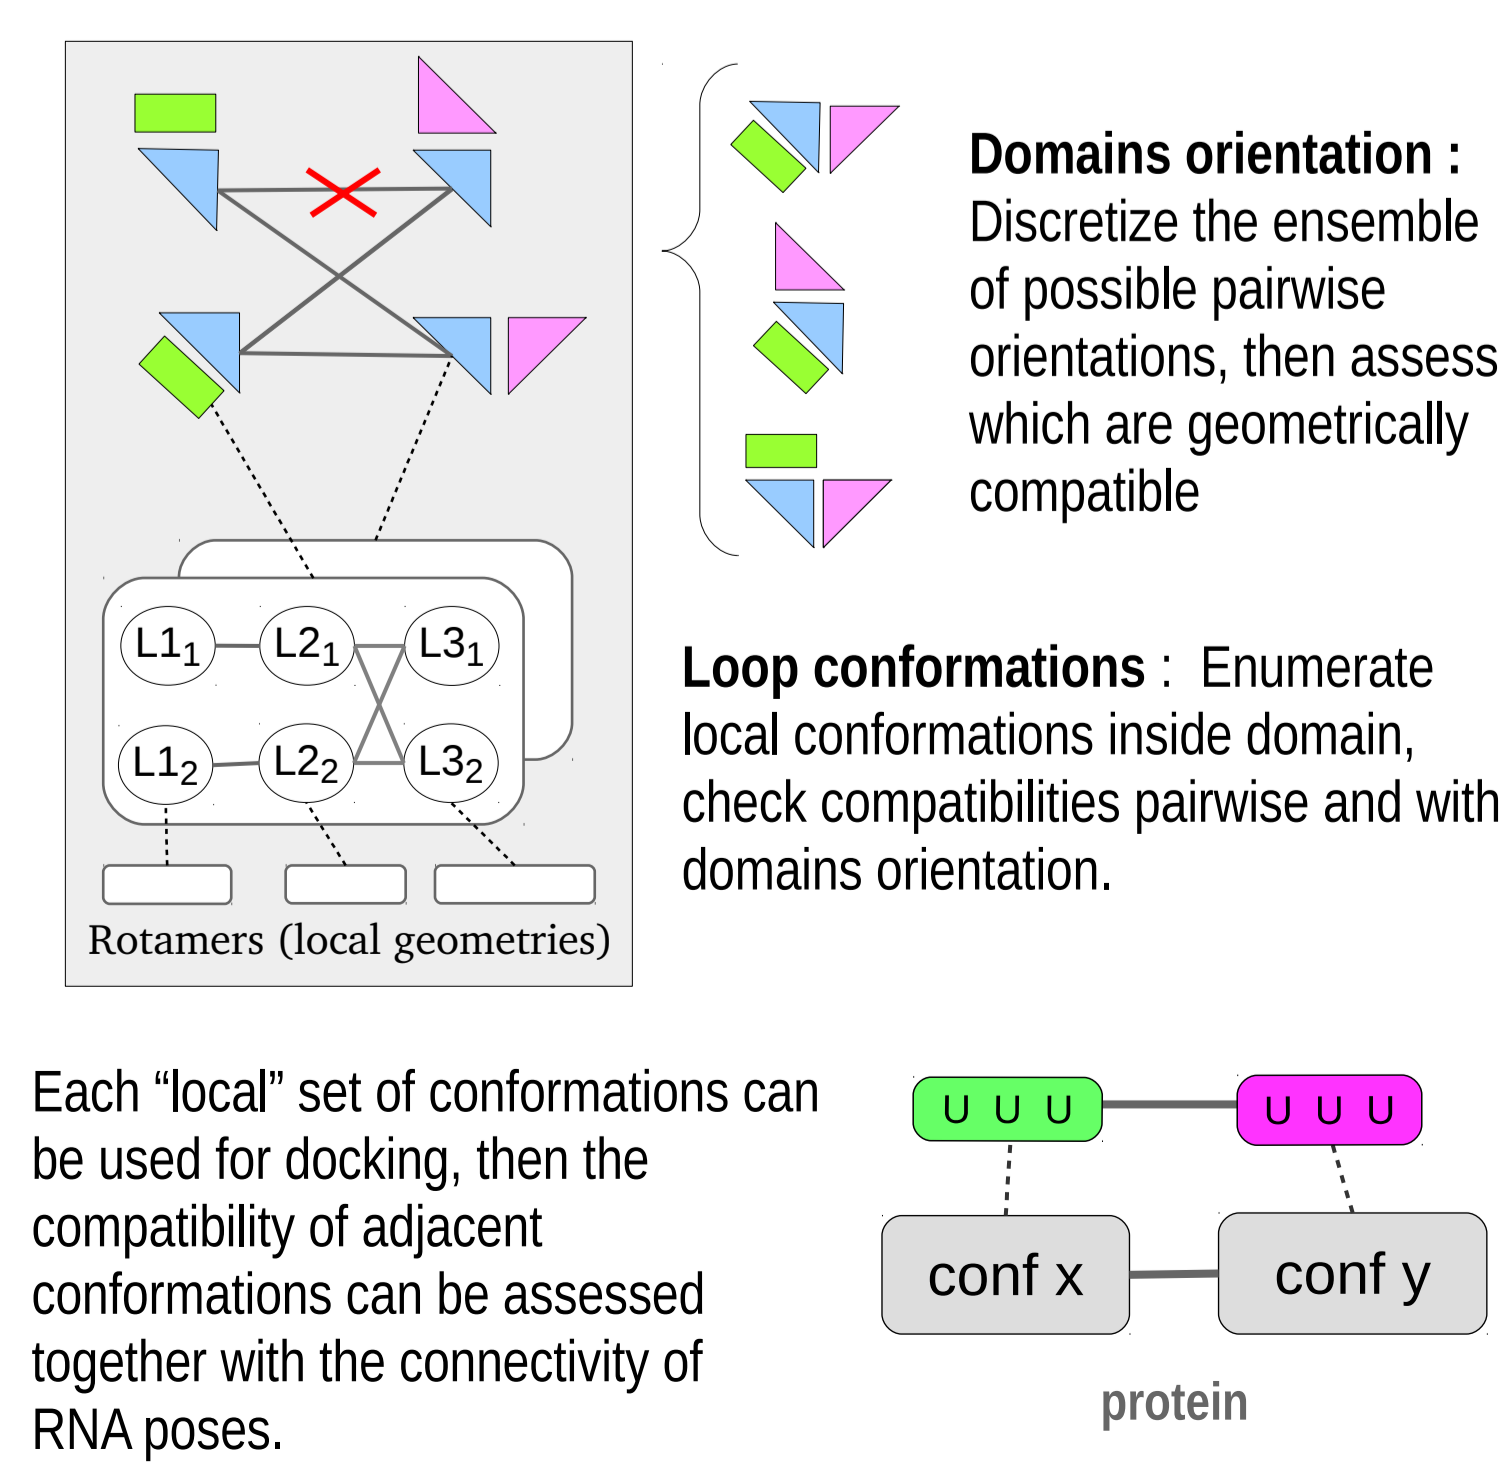 Domains orientation :
Discretize the ensemble
of possible pairwise
orientations, then assess
which are geometrically
compatible
L1₁ L2₁ L3₁
L1₂ L2₂ L3₂
Rotamers (local geometries)
Loop conformations :  Enumerate
local conformations inside domain,
check compatibilities pairwise and with
domains orientation.
Each “local” set of conformations can
be used for docking, then the
compatibility of adjacent
conformations can be assessed
together with the connectivity of
RNA poses.
U U U U U U
conf x conf y
protein